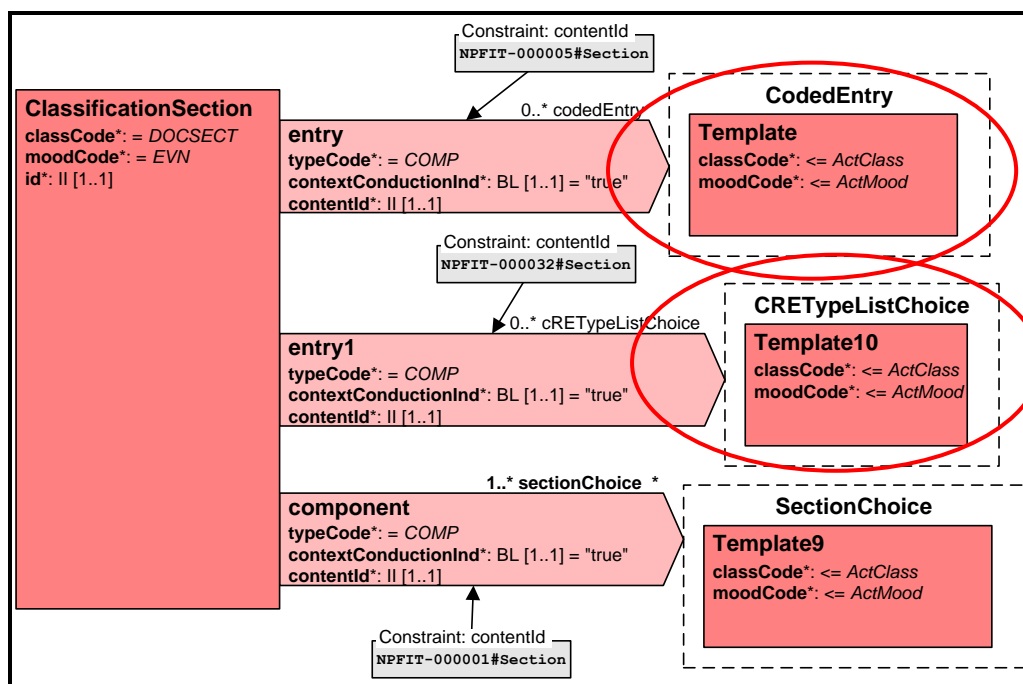 Constraint: contentId
NPFIT-000005#Section
ClassificationSection
classCode*: = DOCSECT
moodCode*: = EVN
id*: II [1..1]
0..* codedEntry
entry
typeCode*: = COMP
contextConductionInd*: BL [1..1] = "true"
contentId*: II [1..1]
CodedEntry
Template
classCode*: <= ActClass
moodCode*: <= ActMood
Constraint: contentId
NPFIT-000032#Section
0..* cRETypeListChoice
entry1
typeCode*: = COMP
contextConductionInd*: BL [1..1] = "true"
contentId*: II [1..1]
CRETypeListChoice
Template10
classCode*: <= ActClass
moodCode*: <= ActMood
1..* sectionChoice *
component
typeCode*: = COMP
contextConductionInd*: BL [1..1] = "true"
contentId*: II [1..1]
SectionChoice
Template9
classCode*: <= ActClass
moodCode*: <= ActMood
Constraint: contentId
NPFIT-000001#Section